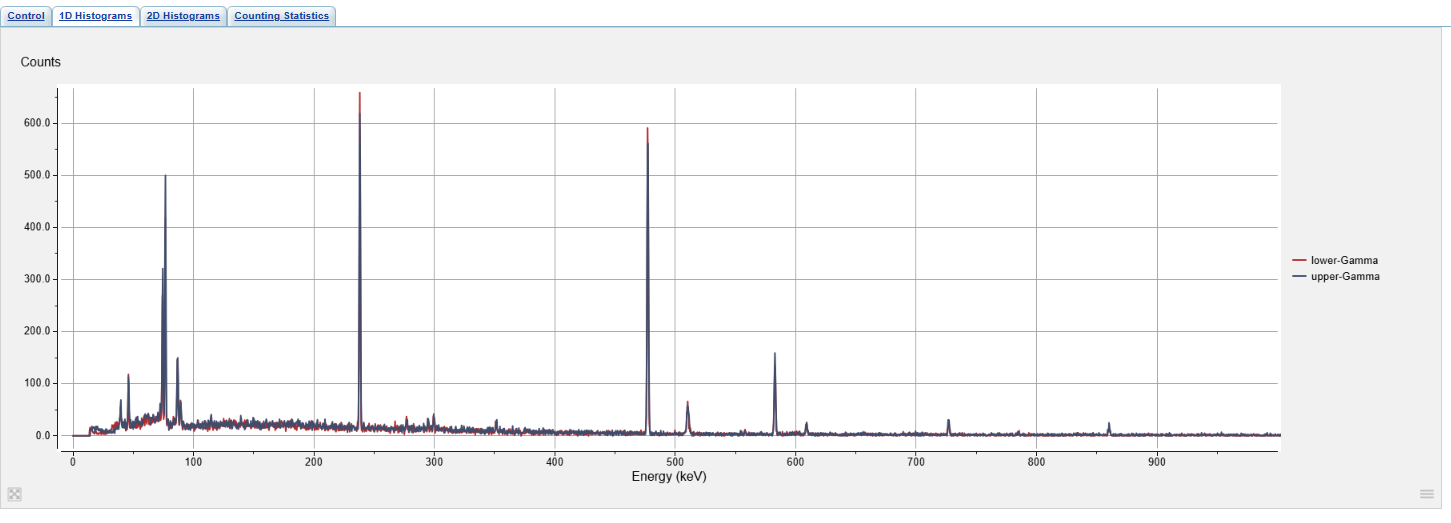 Control 1D Histograms 2D Histograms Counting Statistics
Counts
600.0
500.0
400.0
300.0
200.0
100.0
0.0
lower-Gamma
upper-Gamma
0 100 200 300 400 500 600 700 800 900
Energy (keV)